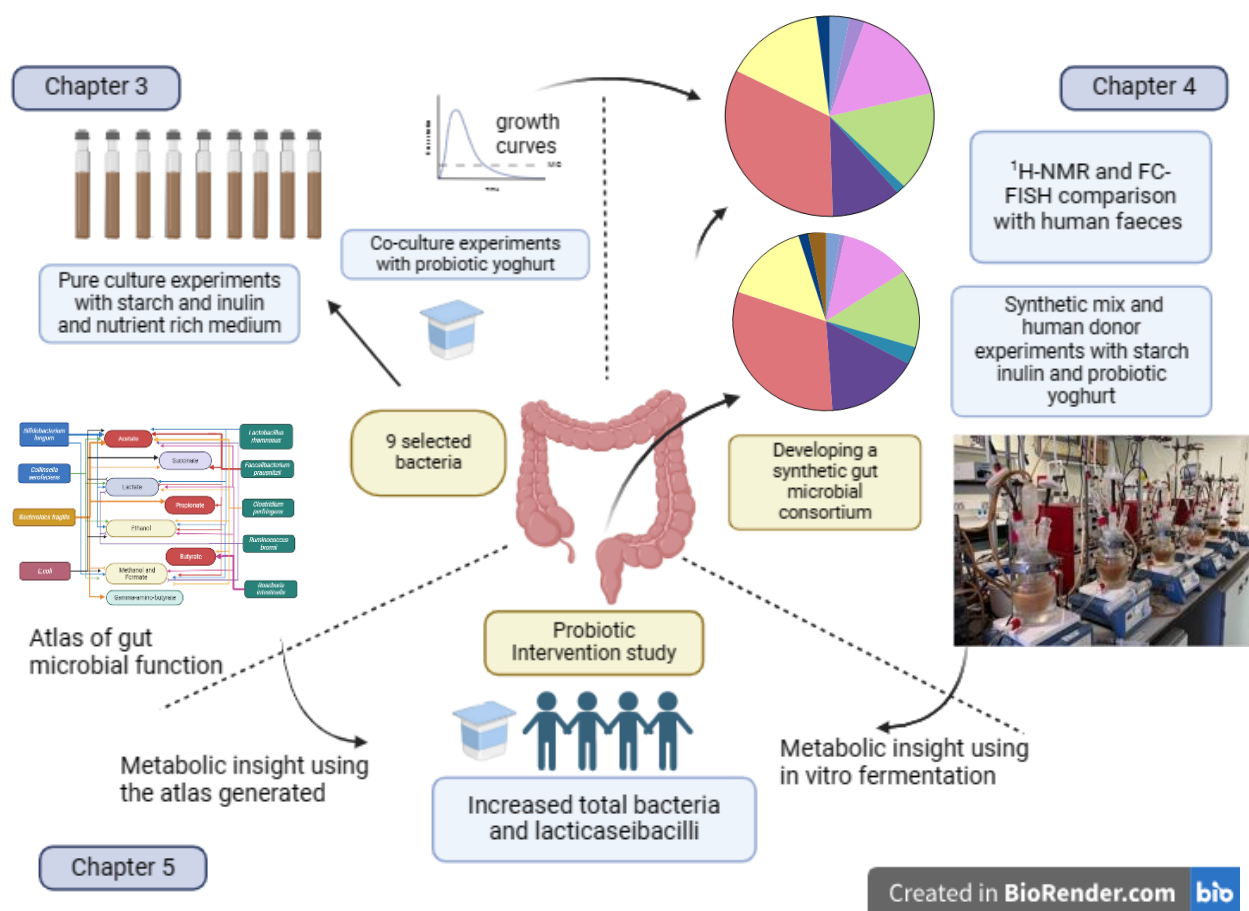 Chapter 3
Pure culture experiments
with starch and inulin
and nutrient rich medium
growth
curves
Co-culture experiments
with probiotic yoghurt
Chapter 4
¹H-NMR and FC-
FISH comparison
with human faeces
Synthetic mix and
human donor
experiments with starch
inulin and probiotic
yoghurt
9 selected
bacteria
Developing a
synthetic gut
microbial
consortium
Bifidobacterium
longum
Collinsella
aerofaciens
Bacteroides fragilis
E.coli
Acetate
Succinate
Lactate
Propionate
Ethanol
Butyrate
Methanol and
Formate
Gamma-amino-butyrate
Lactobacillus
rhamnosus
Faecalibacterium
prausnitzii
Clostridium
perfringens
Ruminococcus
bromii
Roseburia
intestinalis
Atlas of gut
microbial function
Probiotic
Intervention study
Metabolic insight using
the atlas generated
Metabolic insight using
in vitro fermentation
Increased total bacteria
and lacticaseibacilli
Chapter 5
Created in BioRender.com
bio